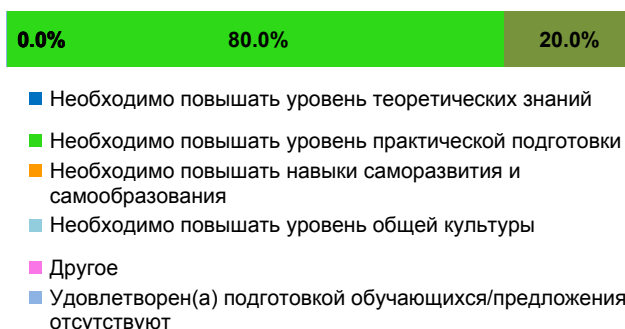 0.0% 80.0% 20.0%
Необходимо повышать уровень теоретических знаний
Необходимо повышать уровень практической подготовки
Необходимо повышать навыки саморазвития и
самообразования
Необходимо повышать уровень общей культуры
Другое
Удовлетворен(а) подготовкой обучающихся/предложения
отсутствуют